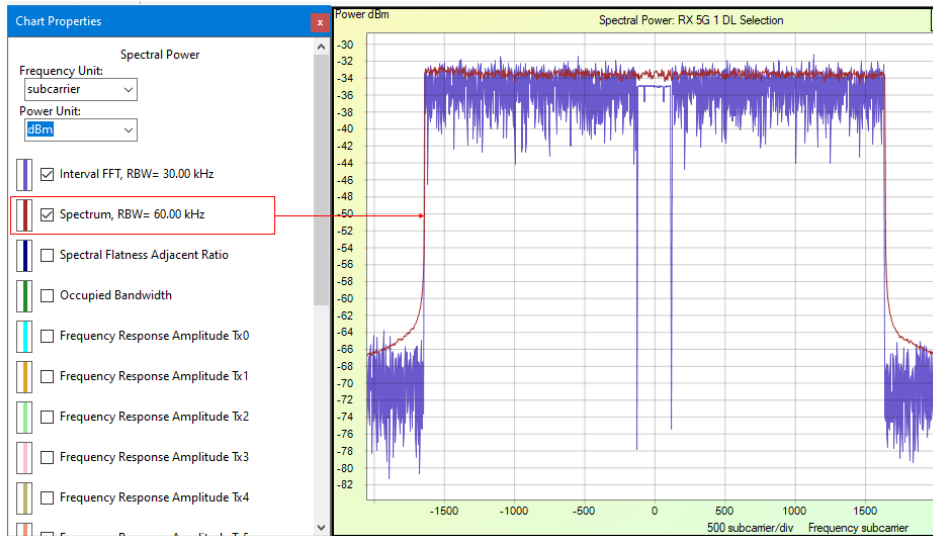 Chart Properties
x
Spectral Power
Frequency Unit:
subcarrier
Power Unit:
dBm
Interval FFT, RBW= 30.00 kHz
Spectrum, RBW= 60.00 kHz
Spectral Flatness Adjacent Ratio
Occupied Bandwidth
Frequency Response Amplitude Tx0
Frequency Response Amplitude Tx1
Frequency Response Amplitude Tx2
Frequency Response Amplitude Tx3
Frequency Response Amplitude Tx4
Power dBm
Spectral Power: RX 5G 1 DL Selection
-30
-32
-34
-36
-38
-40
-42
-44
-46
-48
-50
-52
-54
-56
-58
-60
-62
-64
-66
-68
-70
-72
-74
-76
-78
-80
-82
-1500 -1000 -500 0 500 1000 1500
500 subcarrier/div Frequency subcarrier